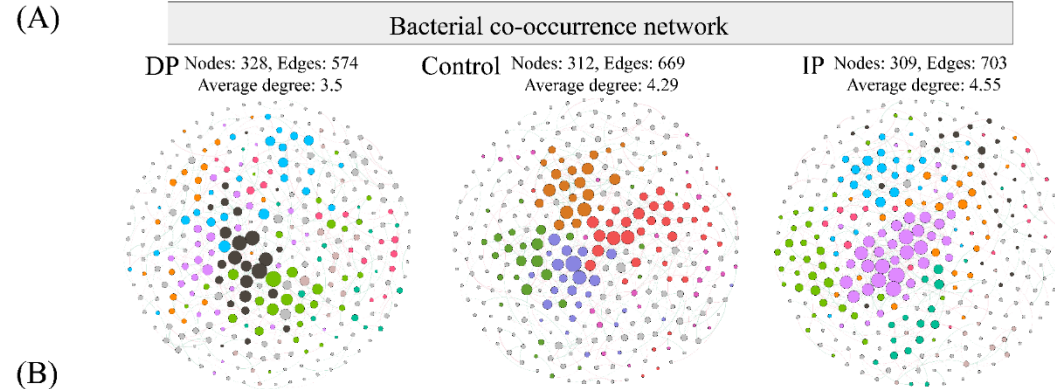 (A)
Bacterial co-occurrence network
DP Nodes: 328, Edges: 574
Average degree: 3.5
Control Nodes: 312, Edges: 669
Average degree: 4.29
IP Nodes: 309, Edges: 703
Average degree: 4.55
(B)